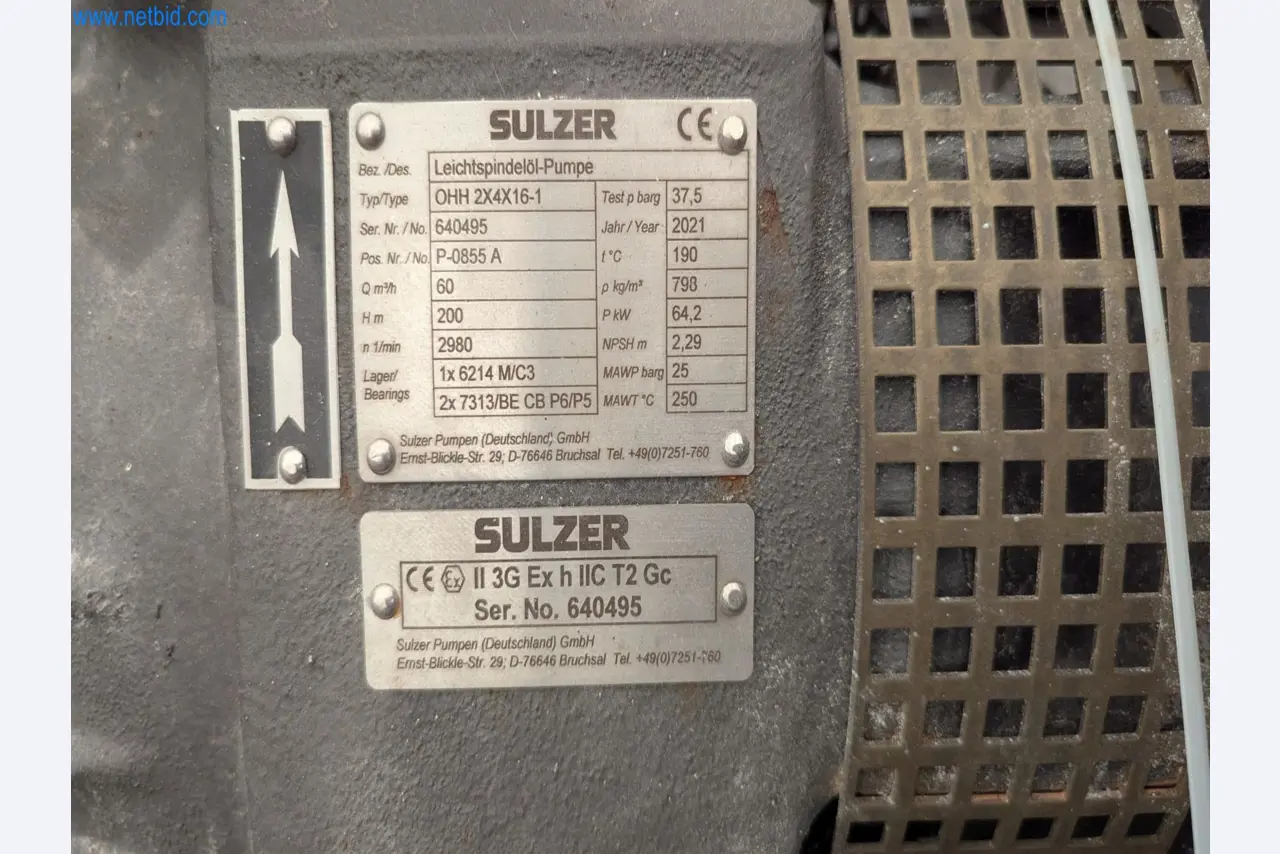 www.netbid.com
SULZER CE
Bez. /Des. Leichtspindelöl-Pumpe
Typ/Type OHH 2X4X16-1 Test p barg 37,5
Ser. Nr. / No. 640495 Jahr / Year 2021
Pos. Nr. / No. P-0855 A t °C 190
Q m³/h 60 ρ kg/m³ 798
H m 200 P kW 64,2
n 1/min 2980 NPSH m 2,29
Lager/ Bearings 1x 6214 M/C3 MAWP barg 25
2x 7313/BE CB P6/P5 MAWT °C 250
Sulzer Pumpen (Deutschland) GmbH
Ernst-Blickle-Str. 29; D-76646 Bruchsal Tel. +49(0)7251-760
SULZER
CE Ex II 3G Ex h IIC T2 Gc
Ser. No. 640495
Sulzer Pumpen (Deutschland) GmbH
Ernst-Blickle-Str. 29; D-76646 Bruchsal Tel. +49(0)7251-760